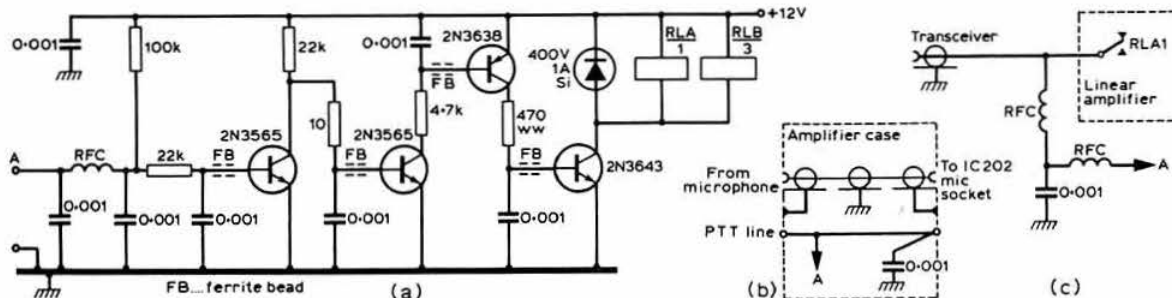 +12V
0·001
100k
22k
0·001
2N3638
FB
400V
1A
Si
RLA
1
RLB
3
10
4·7k
470
ww
2N3565
2N3565
2N3643
A
RFC
22k
FB
FB
FB
0·001
0·001
0·001
0·001
0·001
FB....ferrite bead
(a)
Amplifier case
From
microphone
To IC202
mic
socket
PTT line
A
0·001
(b)
Transceiver
RLA1
Linear
amplifier
RFC
RFC
A
0·001
(c)